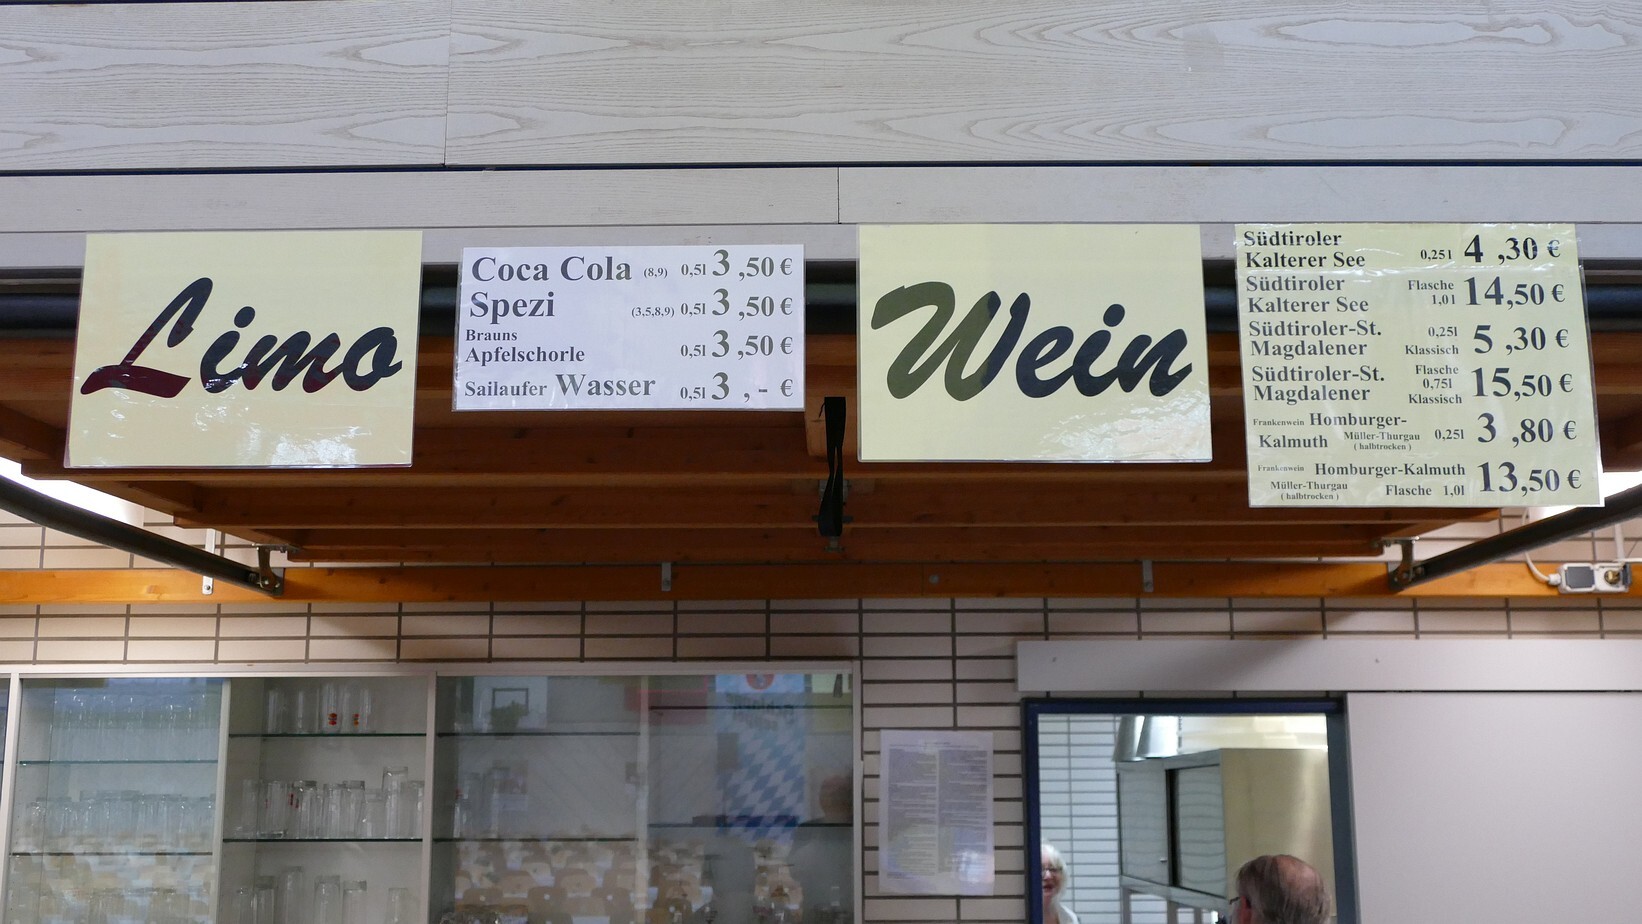 Limo
Coca Cola (8,9) 0,5l 3,50 €
Spezi (3,5,8,9) 0,5l 3,50 €
Brauns
Apfelschorle 0,5l 3,50 €
Sailaufer Wasser 0,5l 3,- €
Wein
Südtiroler
Kalterer See 0,25l 4,30 €
Südtiroler Flasche
Kalterer See 1,0l 14,50 €
Südtiroler-St. 0,25l
Magdalener Klassisch 5,30 €
Südtiroler-St. Flasche
Magdalener 0,75l Klassisch 15,50 €
Frankenwein Homburger-
Kalmuth Müller-Thurgau (halbtrocken) 0,25l 3,80 €
Frankenwein Homburger-Kalmuth
Müller-Thurgau (halbtrocken) Flasche 1,0l 13,50 €